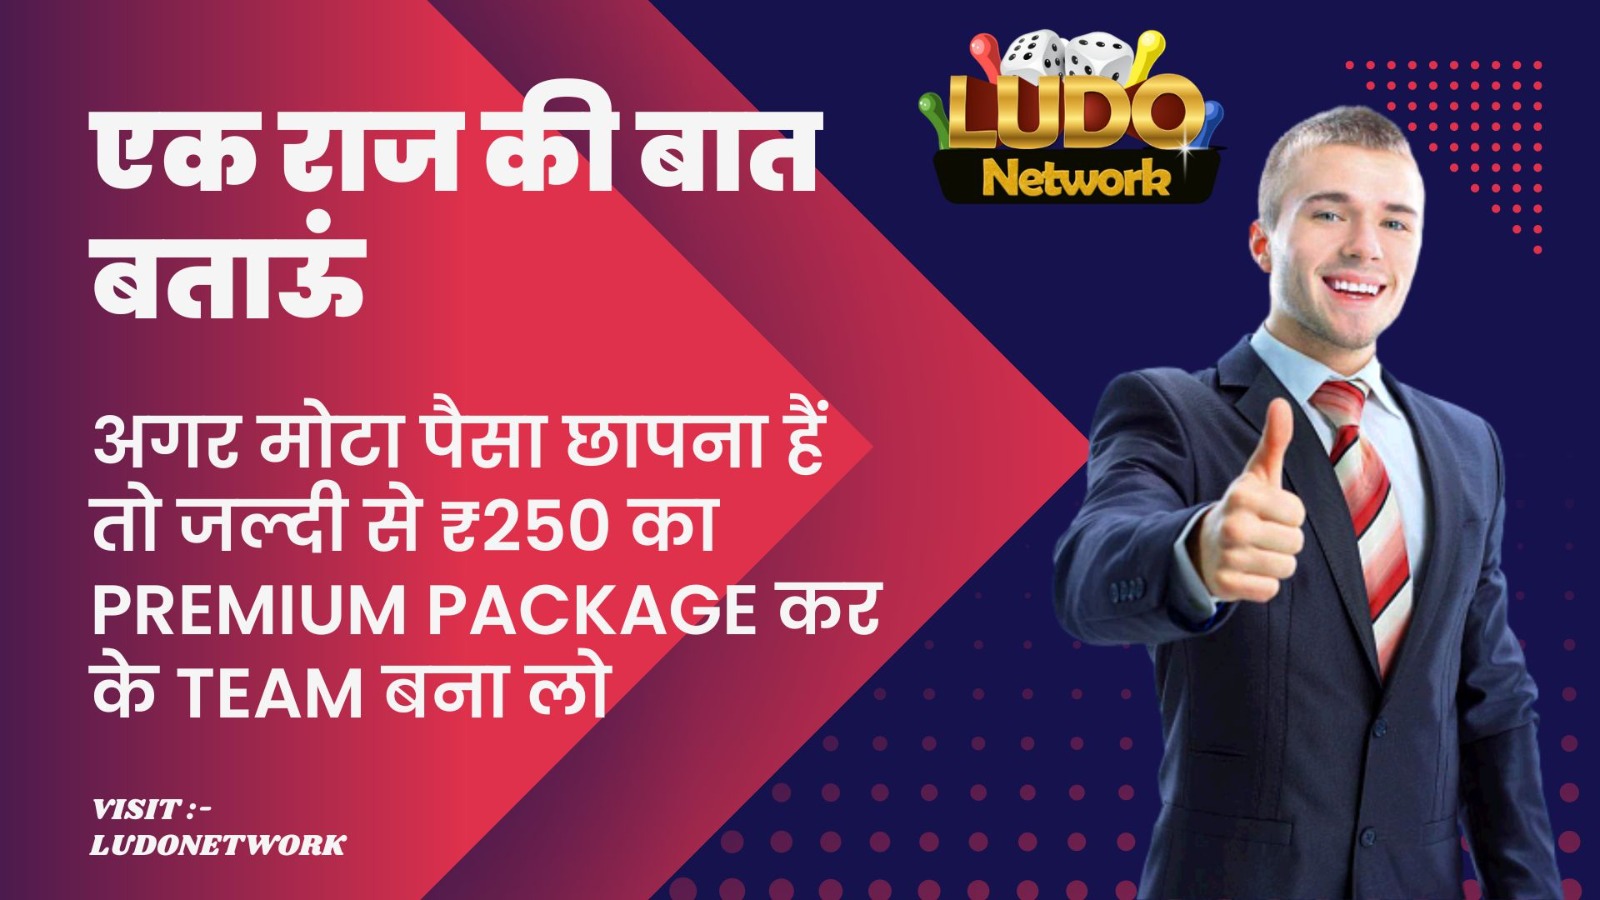 LUDO
Network
एक राज की बात
बताऊं
अगर मोटा पैसा छापना हैं
तो जल्दी से ₹250 का
PREMIUM PACKAGE कर
के TEAM बना लो
VISIT :-
LUDONETWORK